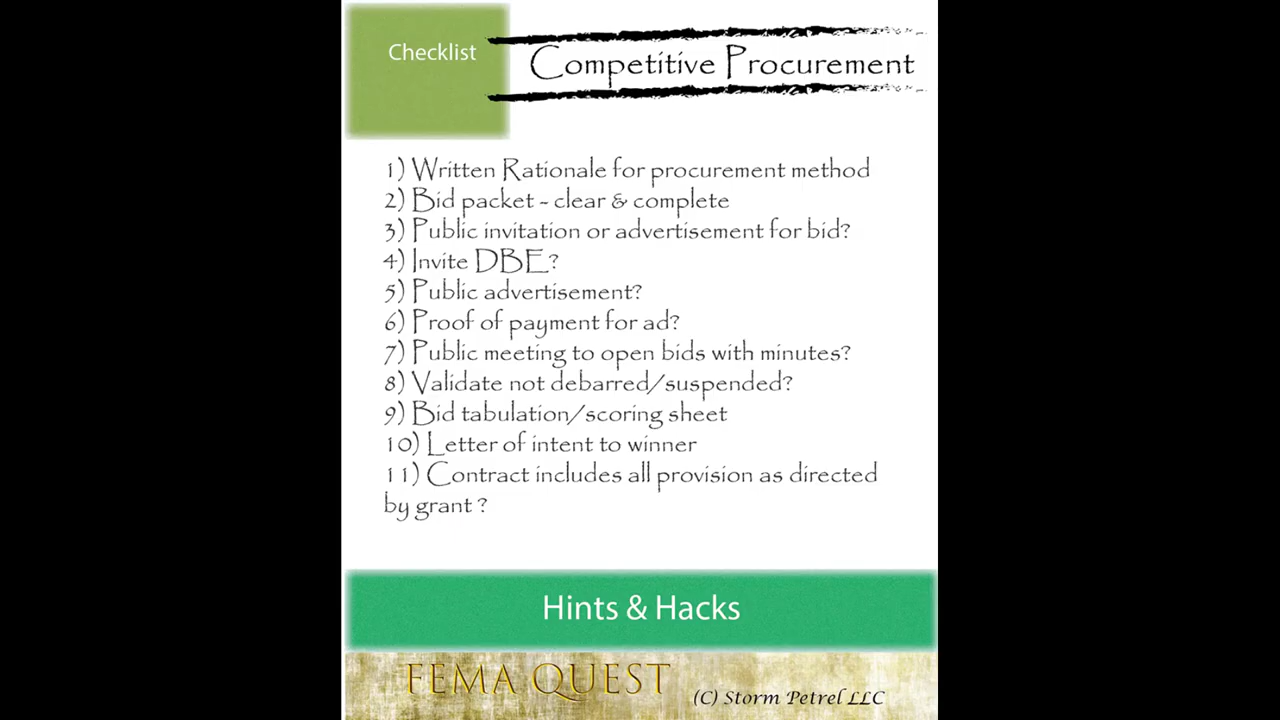 Checklist
Competitive Procurement
1) Written Rationale for procurement method
2) Bid packet - clear & complete
3) Public invitation or advertisement for bid?
4) Invite DBE?
5) Public advertisement?
6) Proof of payment for ad?
7) Public meeting to open bids with minutes?
8) Validate not debarred/suspended?
9) Bid tabulation/scoring sheet
10) Letter of intent to winner
11) Contract includes all provision as directed
by grant ?
Hints & Hacks
FEMA QUEST
(C) Storm Petrel LLC